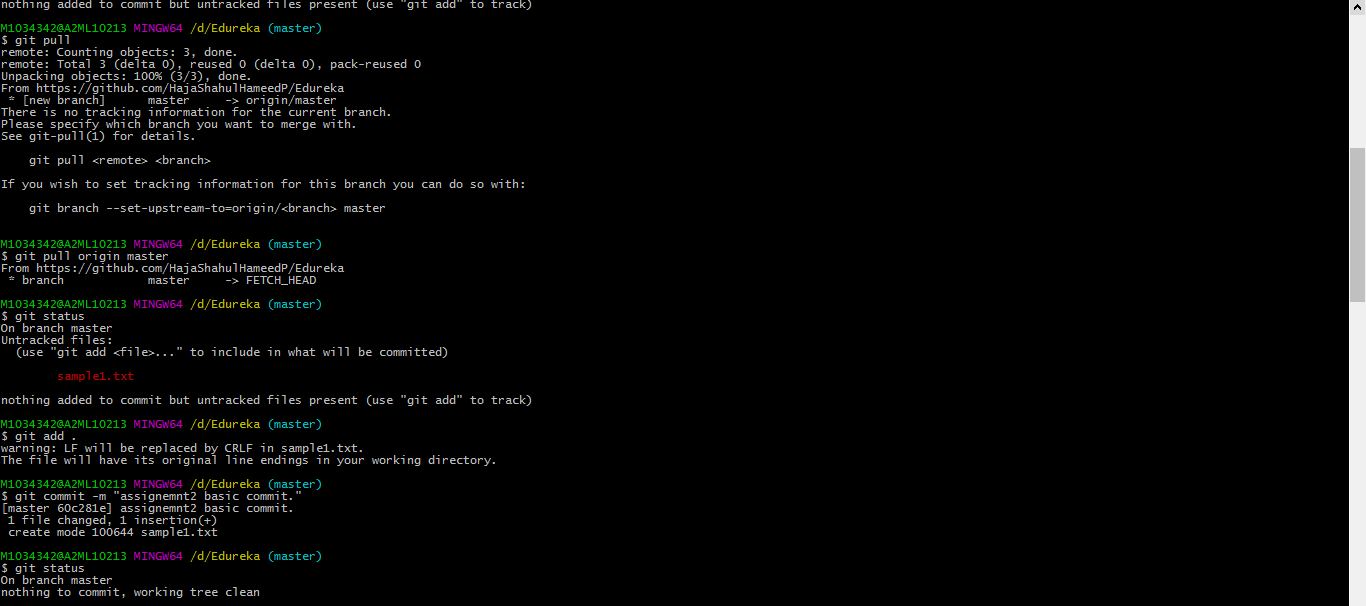 nothing added to commit but untracked files present (use "git add" to track)
M1034342@A2ML10213 MINGW64 /d/Edureka (master)
$ git pull
remote: Counting objects: 3, done.
remote: Total 3 (delta 0), reused 0 (delta 0), pack-reused 0
Unpacking objects: 100% (3/3), done.
From https://github.com/HajaShahulHameedP/Edureka
 * [new branch]      master     -> origin/master
There is no tracking information for the current branch.
Please specify which branch you want to merge with.
See git-pull(1) for details.
    git pull <remote> <branch>
If you wish to set tracking information for this branch you can do so with:
    git branch --set-upstream-to=origin/<branch> master
M1034342@A2ML10213 MINGW64 /d/Edureka (master)
$ git pull origin master
From https://github.com/HajaShahulHameedP/Edureka
 * branch            master     -> FETCH_HEAD
M1034342@A2ML10213 MINGW64 /d/Edureka (master)
$ git status
On branch master
Untracked files:
  (use "git add <file>..." to include in what will be committed)
        sample1.txt
nothing added to commit but untracked files present (use "git add" to track)
M1034342@A2ML10213 MINGW64 /d/Edureka (master)
$ git add .
warning: LF will be replaced by CRLF in sample1.txt.
The file will have its original line endings in your working directory.
M1034342@A2ML10213 MINGW64 /d/Edureka (master)
$ git commit -m "assignemnt2 basic commit."
[master 60c281e] assignemnt2 basic commit.
 1 file changed, 1 insertion(+)
 create mode 100644 sample1.txt
M1034342@A2ML10213 MINGW64 /d/Edureka (master)
$ git status
On branch master
nothing to commit, working tree clean